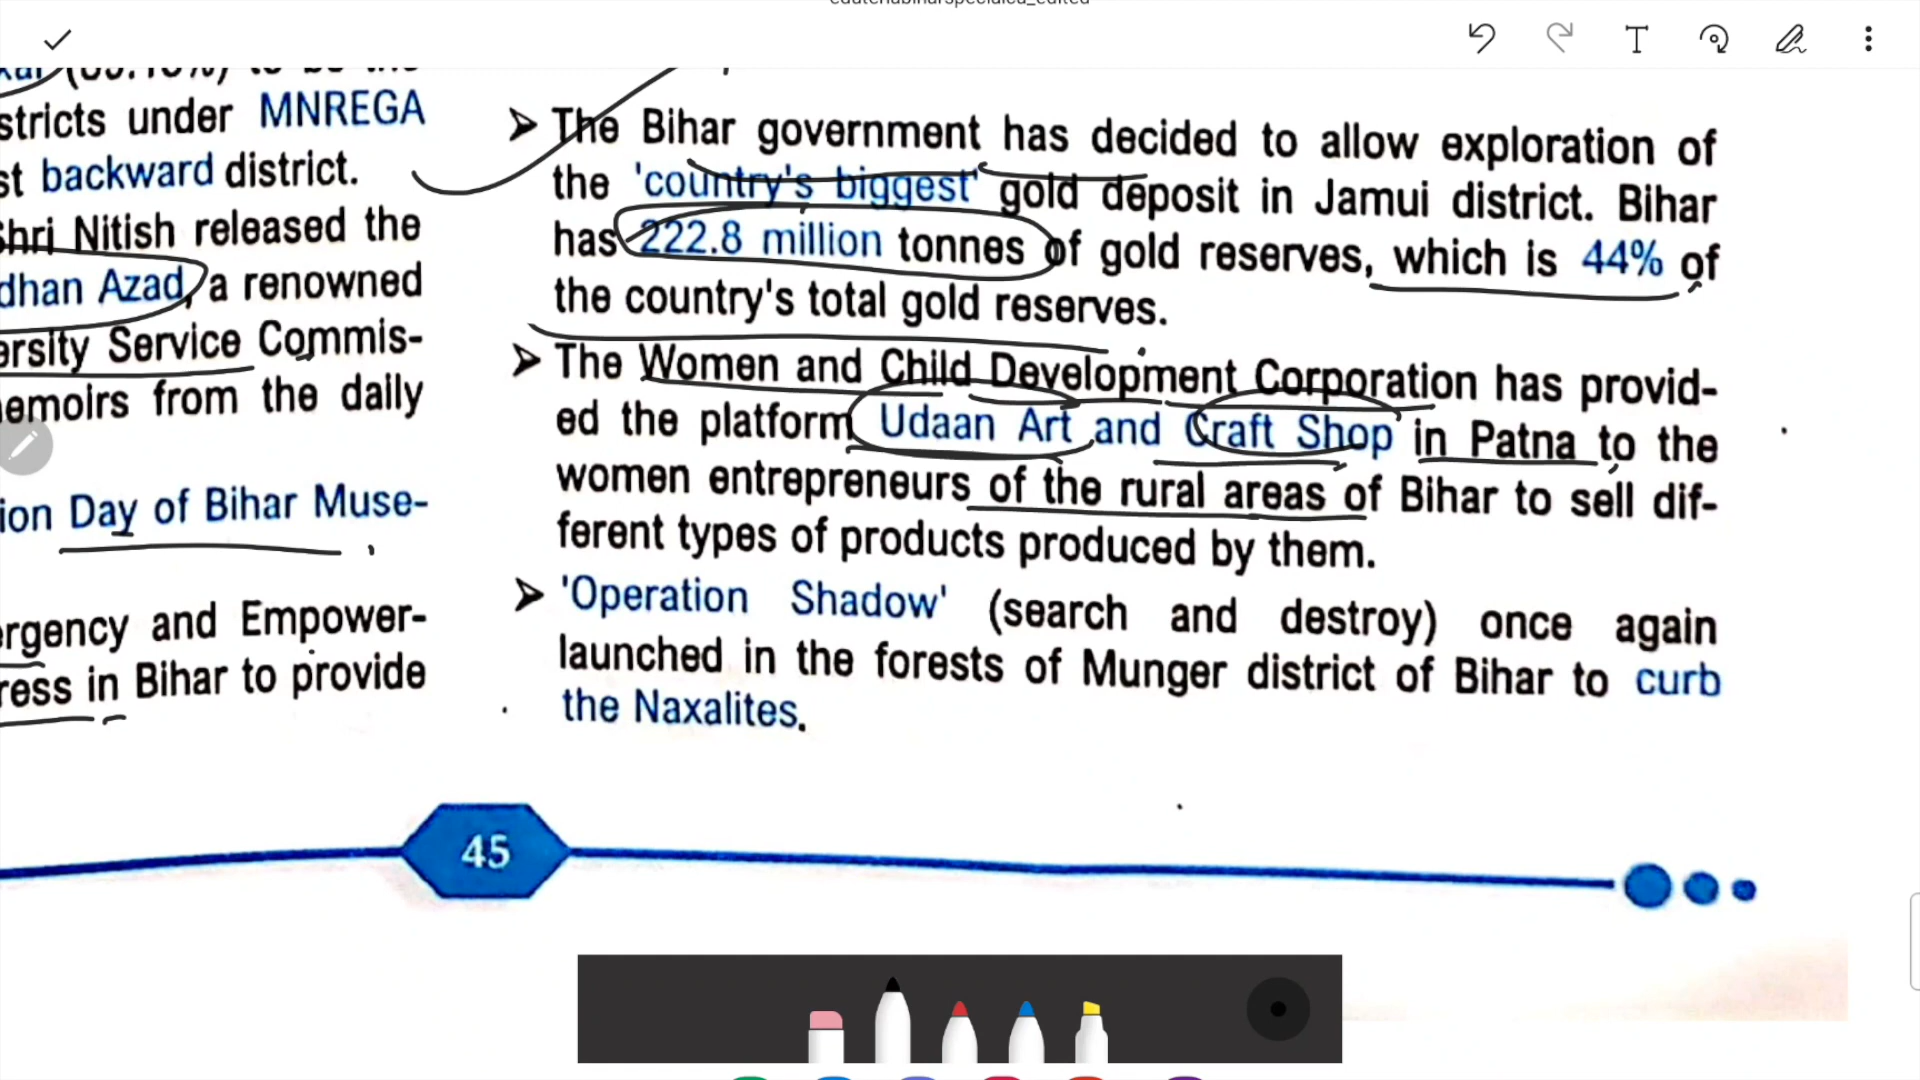 eduteriabiharspecialca_edited
stricts under MNREGA
st backward district.
Shri Nitish released the
dhan Azad, a renowned
ersity Service Commis-
emoirs from the daily
ion Day of Bihar Muse-
ergency and Empower-
ress in Bihar to provide
➤ The Bihar government has decided to allow exploration of
the 'country's biggest' gold deposit in Jamui district. Bihar
has 222.8 million tonnes of gold reserves, which is 44% of
the country's total gold reserves.
➤ The Women and Child Development Corporation has provid-
ed the platform Udaan Art and Craft Shop in Patna to the
women entrepreneurs of the rural areas of Bihar to sell dif-
ferent types of products produced by them.
➤ 'Operation Shadow' (search and destroy) once again
launched in the forests of Munger district of Bihar to curb
the Naxalites.
45
T